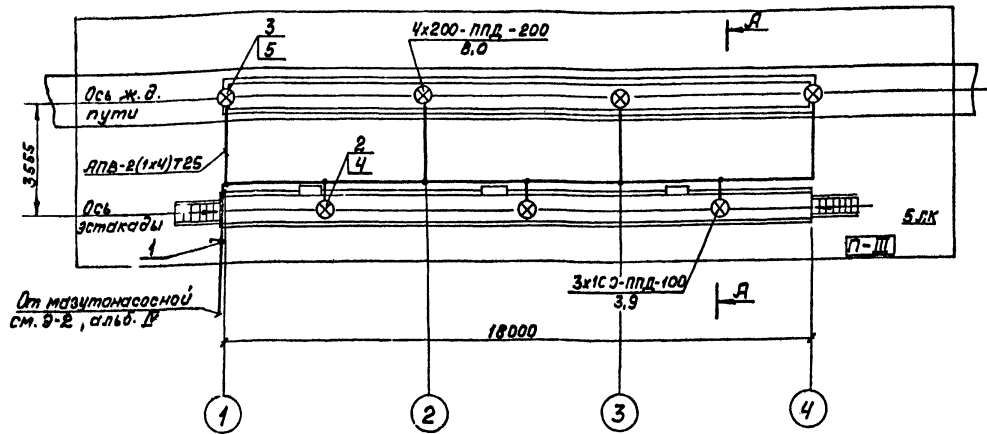 3
5
4х200-ППД-200
8,0
А
Ось ж.д.
пути
3555
АПВ-2(1х4)Т25
2
4
Ось
эстакады
5ЛК
П-III
1
3х100-ППД-100
3,9
А
От мазутонасосной
см. Э-2, альб. IV
18000
1
2
3
4